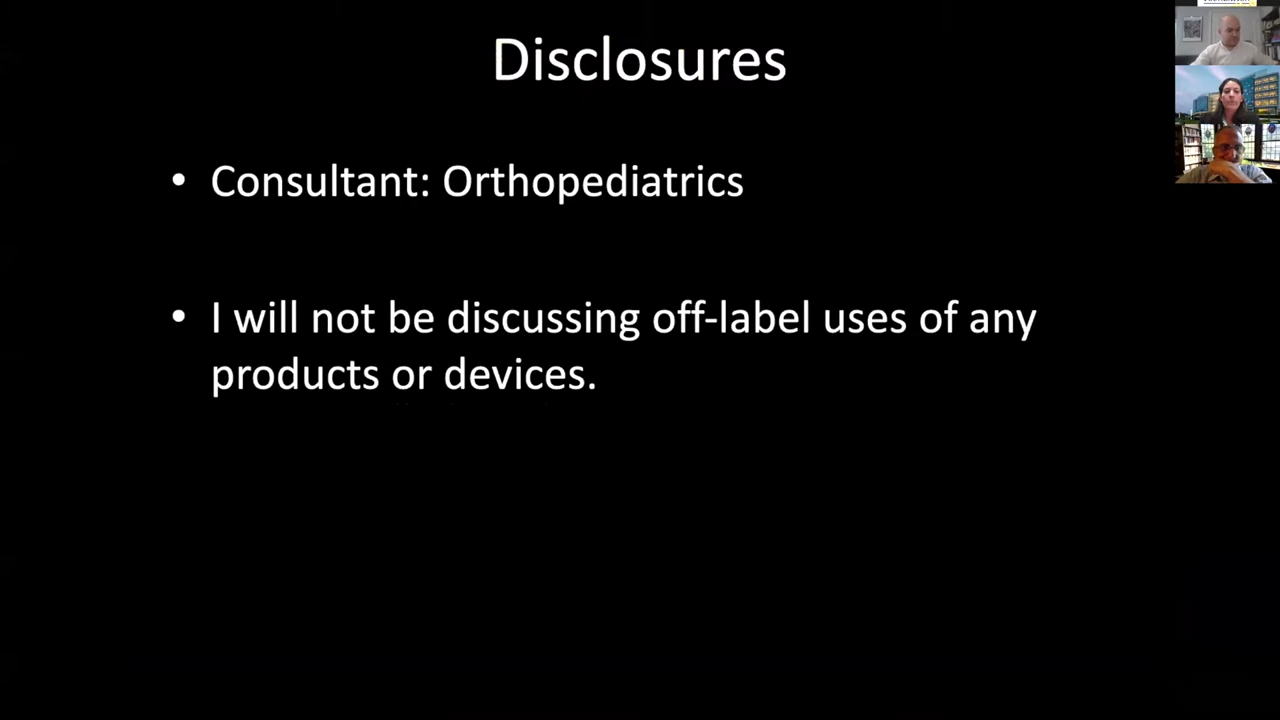 Disclosures
• Consultant: Orthopediatrics
• I will not be discussing off-label uses of any
products or devices.